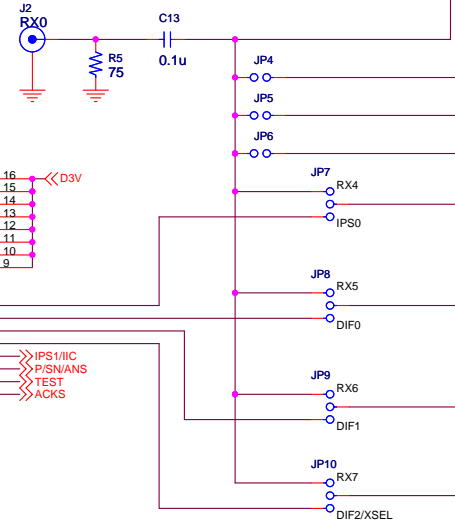 J2
RX0
C13
R5
75
0.1u
JP4
JP5
JP6
JP7
RX4
IPS0
16
D3V
15
14
13
12
11
10
9
JP8
RX5
DIF0
IPS1/IIC
P/SN/ANS
TEST
ACKS
JP9
RX6
DIF1
JP10
RX7
DIF2/XSEL